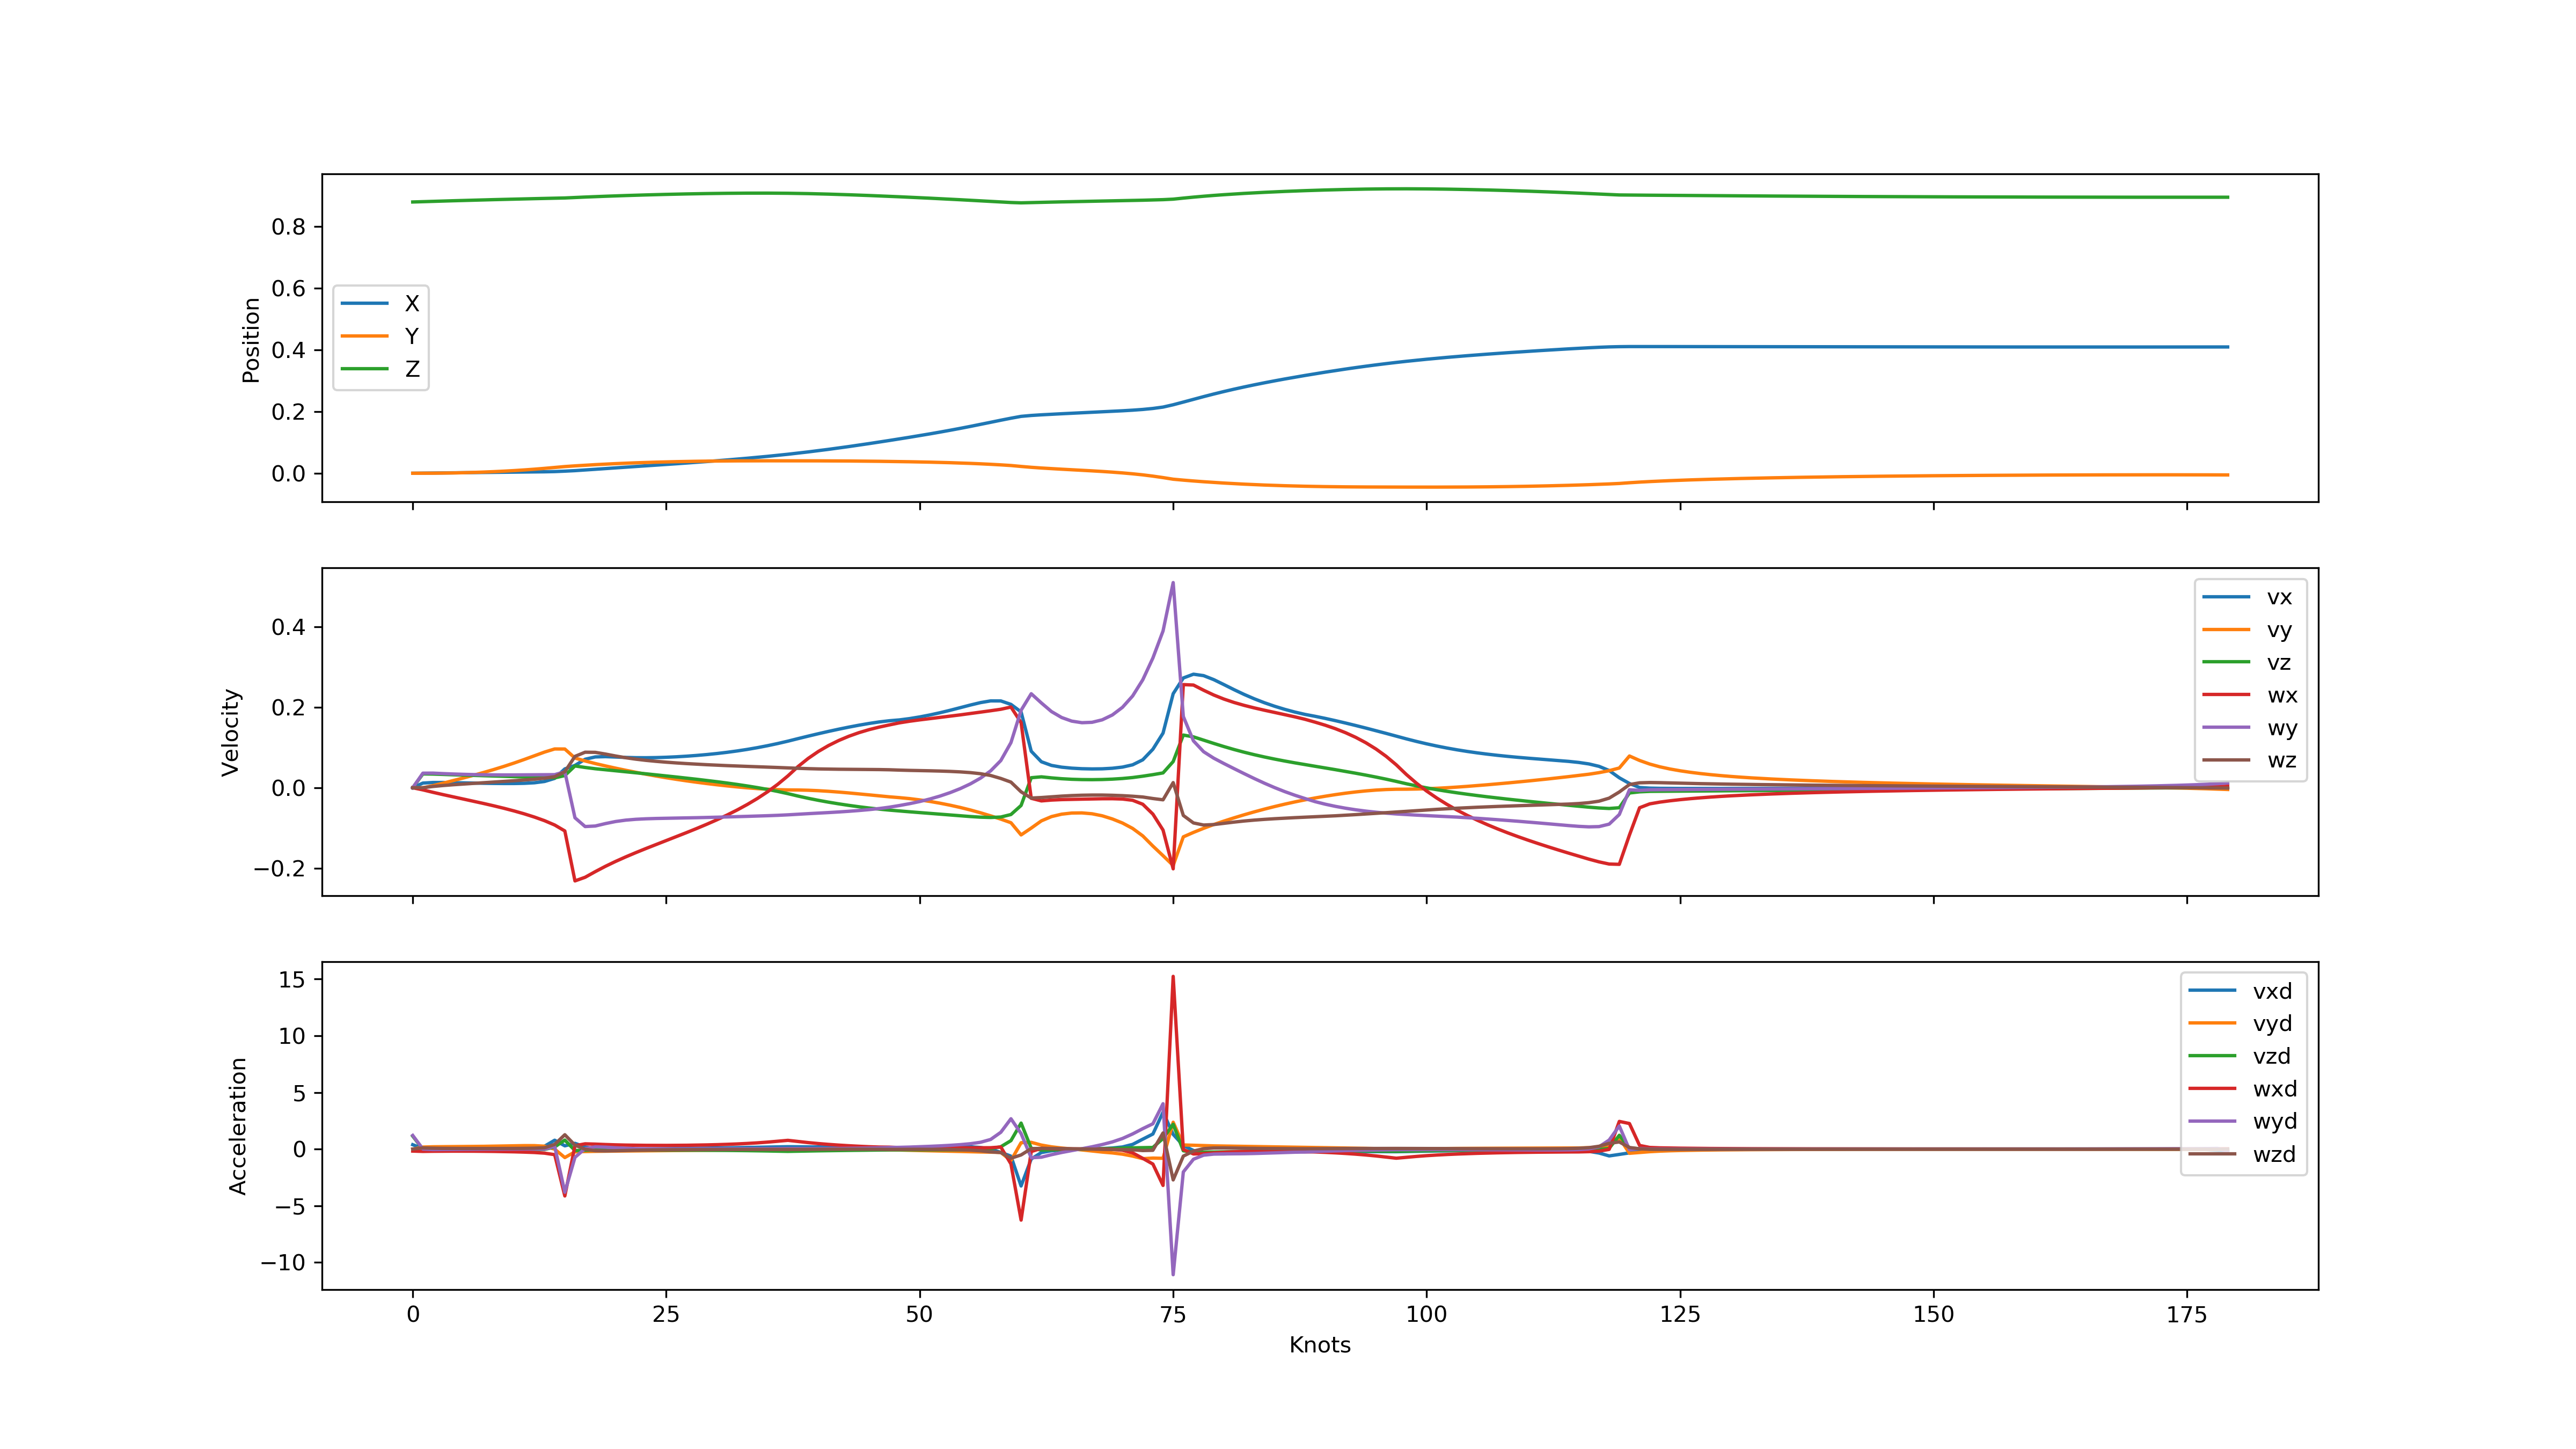 Position
0.8
0.6
0.4
0.2
0.0
X
Y
Z
Velocity
0.4
0.2
0.0
−0.2
vx
vy
vz
wx
wy
wz
Acceleration
15
10
5
0
−5
−10
vxd
vyd
vzd
wxd
wyd
wzd
0 25 50 75 100 125 150 175
Knots